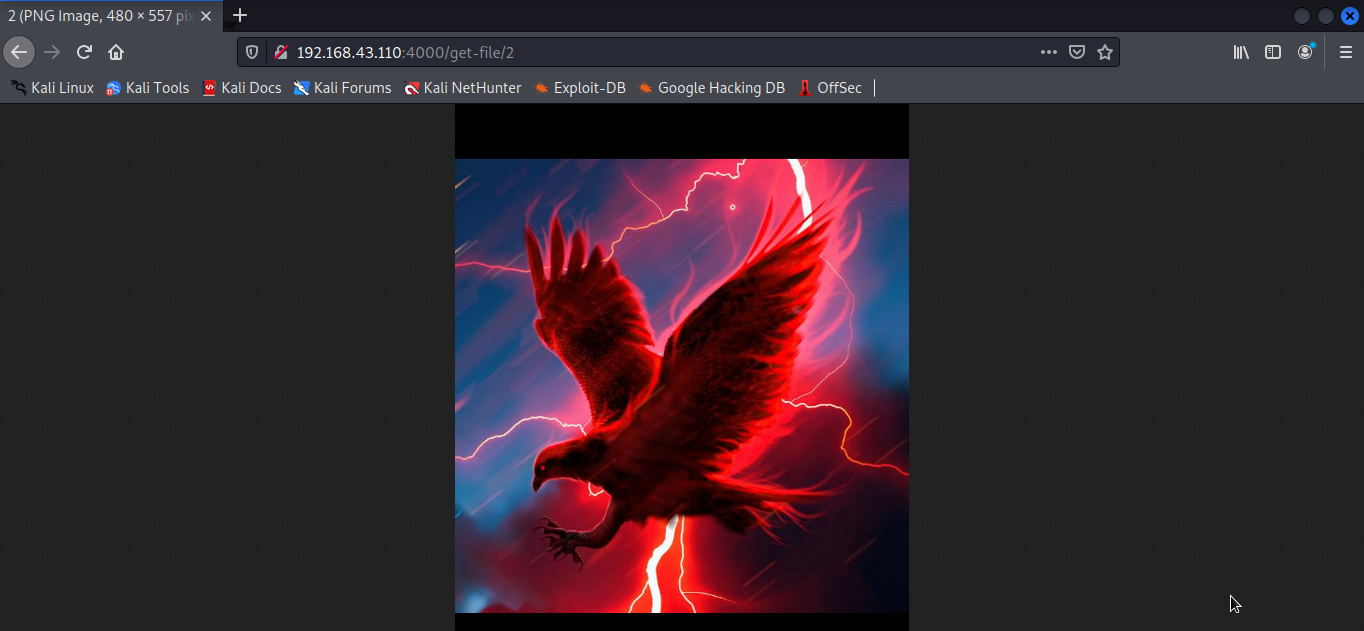 2 (PNG Image, 480 × 557 pix
192.168.43.110:4000/get-file/2
Kali Linux Kali Tools Kali Docs Kali Forums Kali NetHunter Exploit-DB Google Hacking DB OffSec